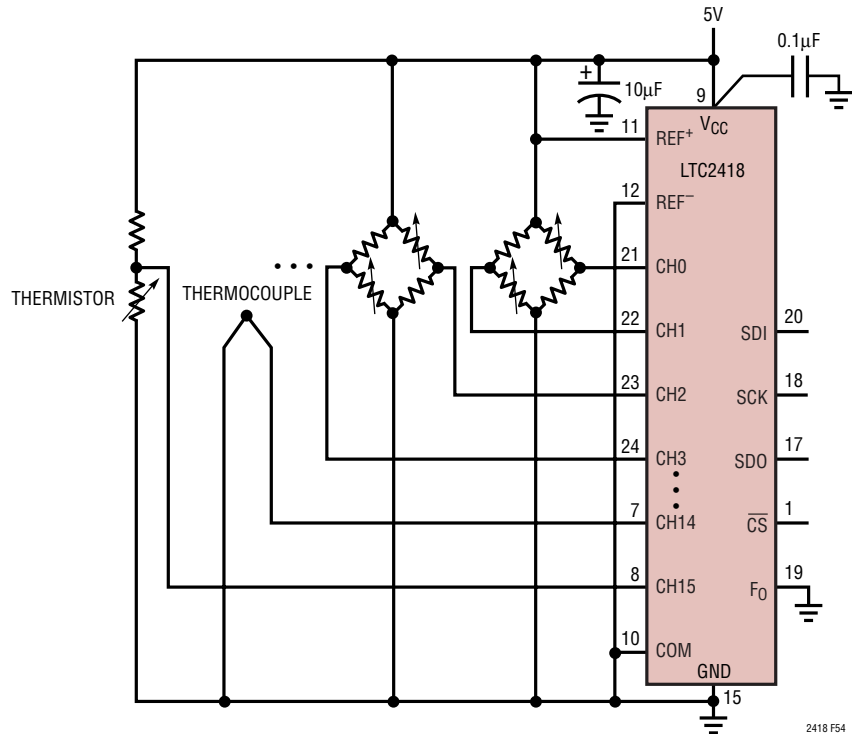 5V
0.1µF
10µF
+
9
VCC
11
REF+
LTC2418
12
REF–
21
CH0
THERMISTOR
THERMOCOUPLE
22
CH1
SDI
20
23
CH2
SCK
18
24
CH3
SDO
17
7
CH14
CS
1
8
CH15
FO
19
10
COM
GND
15
2418 F54